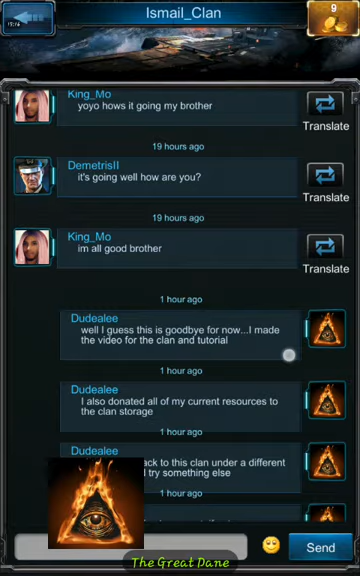 Ismail_Clan
9
King_Mo
yoyo hows it going my brother
Translate
19 hours ago
DemetrisII
it's going well how are you?
Translate
19 hours ago
King_Mo
im all good brother
Translate
1 hour ago
Dudealee
well I guess this is goodbye for now...I made
the video for the clan and tutorial
1 hour ago
Dudealee
I also donated all of my current resources to
the clan storage
1 hour ago
Dudealee
ack to this clan under a different
try something else
1 hour ago
Send
The Great Dane